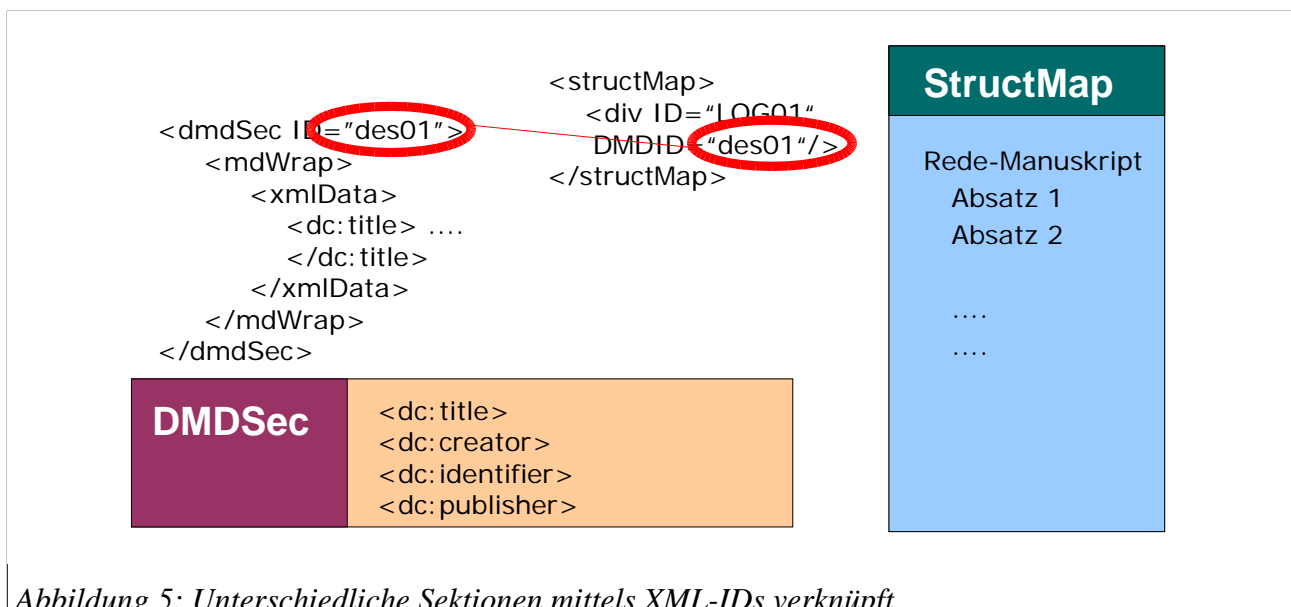 <dmdSec ID="des01">
<mdWrap>
<xmlData>
<dc:title> ....
</dc:title>
</xmlData>
</mdWrap>
</dmdSec>
<structMap>
<div ID="LOG01“
DMDID=“des01“/>
</structMap>
StructMap
Rede-Manuskript
Absatz 1
Absatz 2
....
....
DMDSec
<dc:title>
<dc:creator>
<dc:identifier>
<dc:publisher>
Abbildung 5: Unterschiedliche Sektionen mittels XML-IDs verknüpft